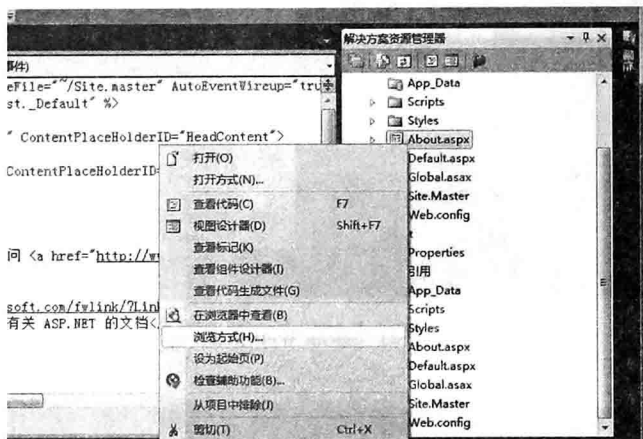 解决方案资源管理器
事件)
eFile="~/Site.master" AutoEventWireup="tru
st._Default" %>
" ContentPlaceHolderID="HeadContent">
ContentPlaceHolderID=
问 <a href="http://w
soft.com/fwlink/?Lin
有关 ASP.NET 的文档<
打开(O)
打开方式(N)...
查看代码(C) F7
视图设计器(D) Shift+F7
查看标记(K)
查看组件设计器(I)
查看代码生成文件(G)
在浏览器中查看(B)
浏览方式(H)...
设为起始页(P)
检查辅助功能(B)...
从项目中排除(J)
剪切(T) Ctrl+X
App_Data
Scripts
Styles
About.aspx
Default.aspx
Global.asax
Site.Master
Web.config
t
Properties
引用
App_Data
Scripts
Styles
About.aspx
Default.aspx
Global.asax
Site.Master
Web.config